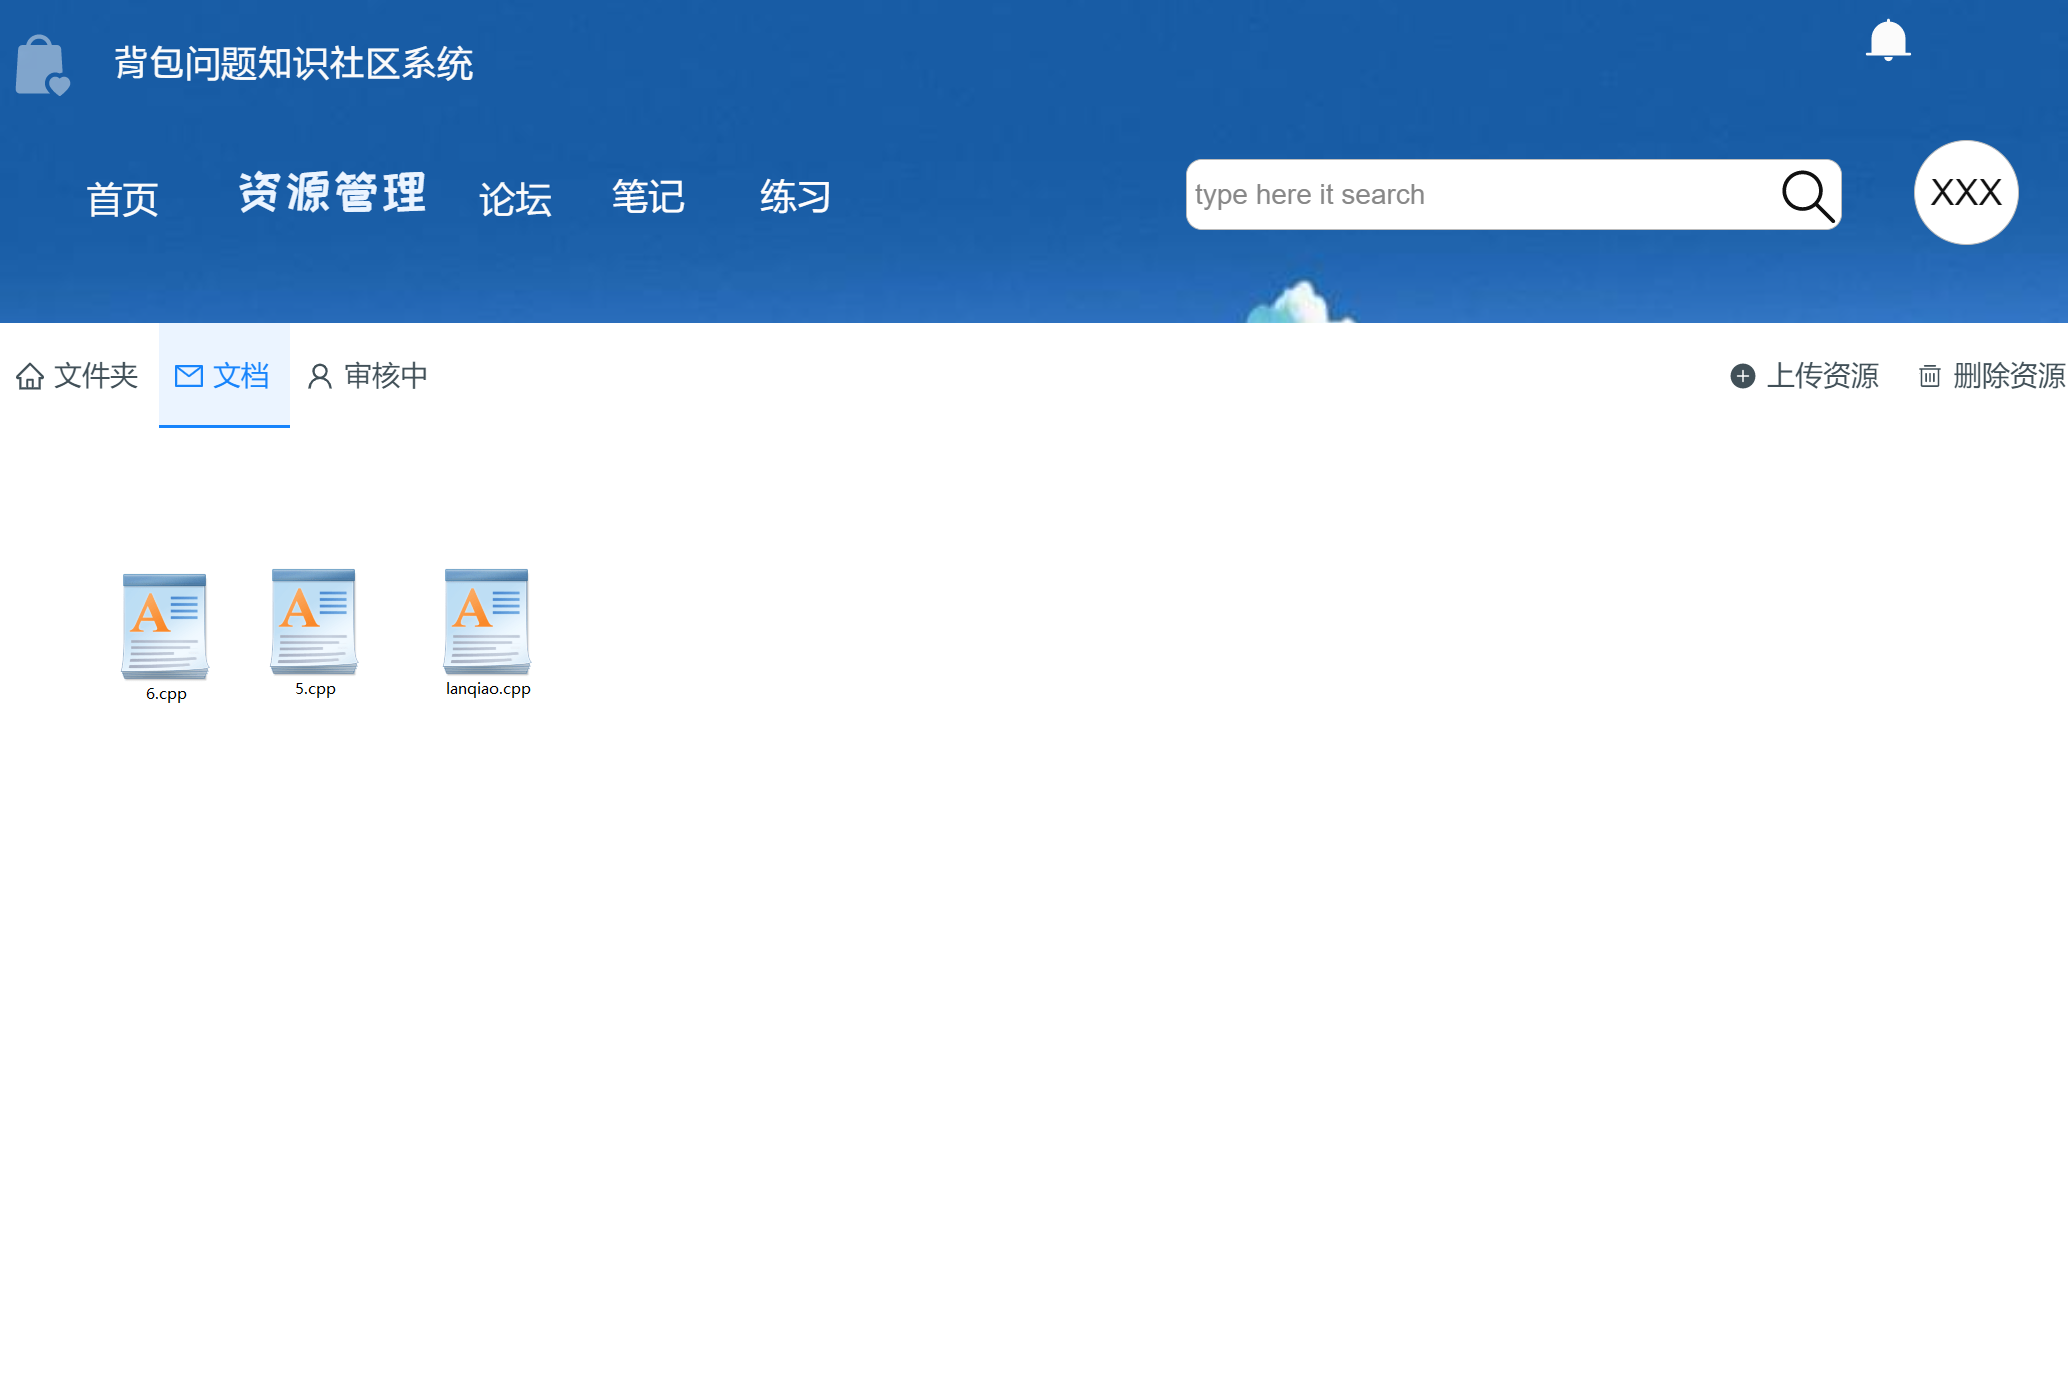 背包问题知识社区系统
首页 资源管理 论坛 笔记 练习 type here it search XXX
文件夹 文档 审核中 上传资源 删除资源
6.cpp 5.cpp lanqiao.cpp